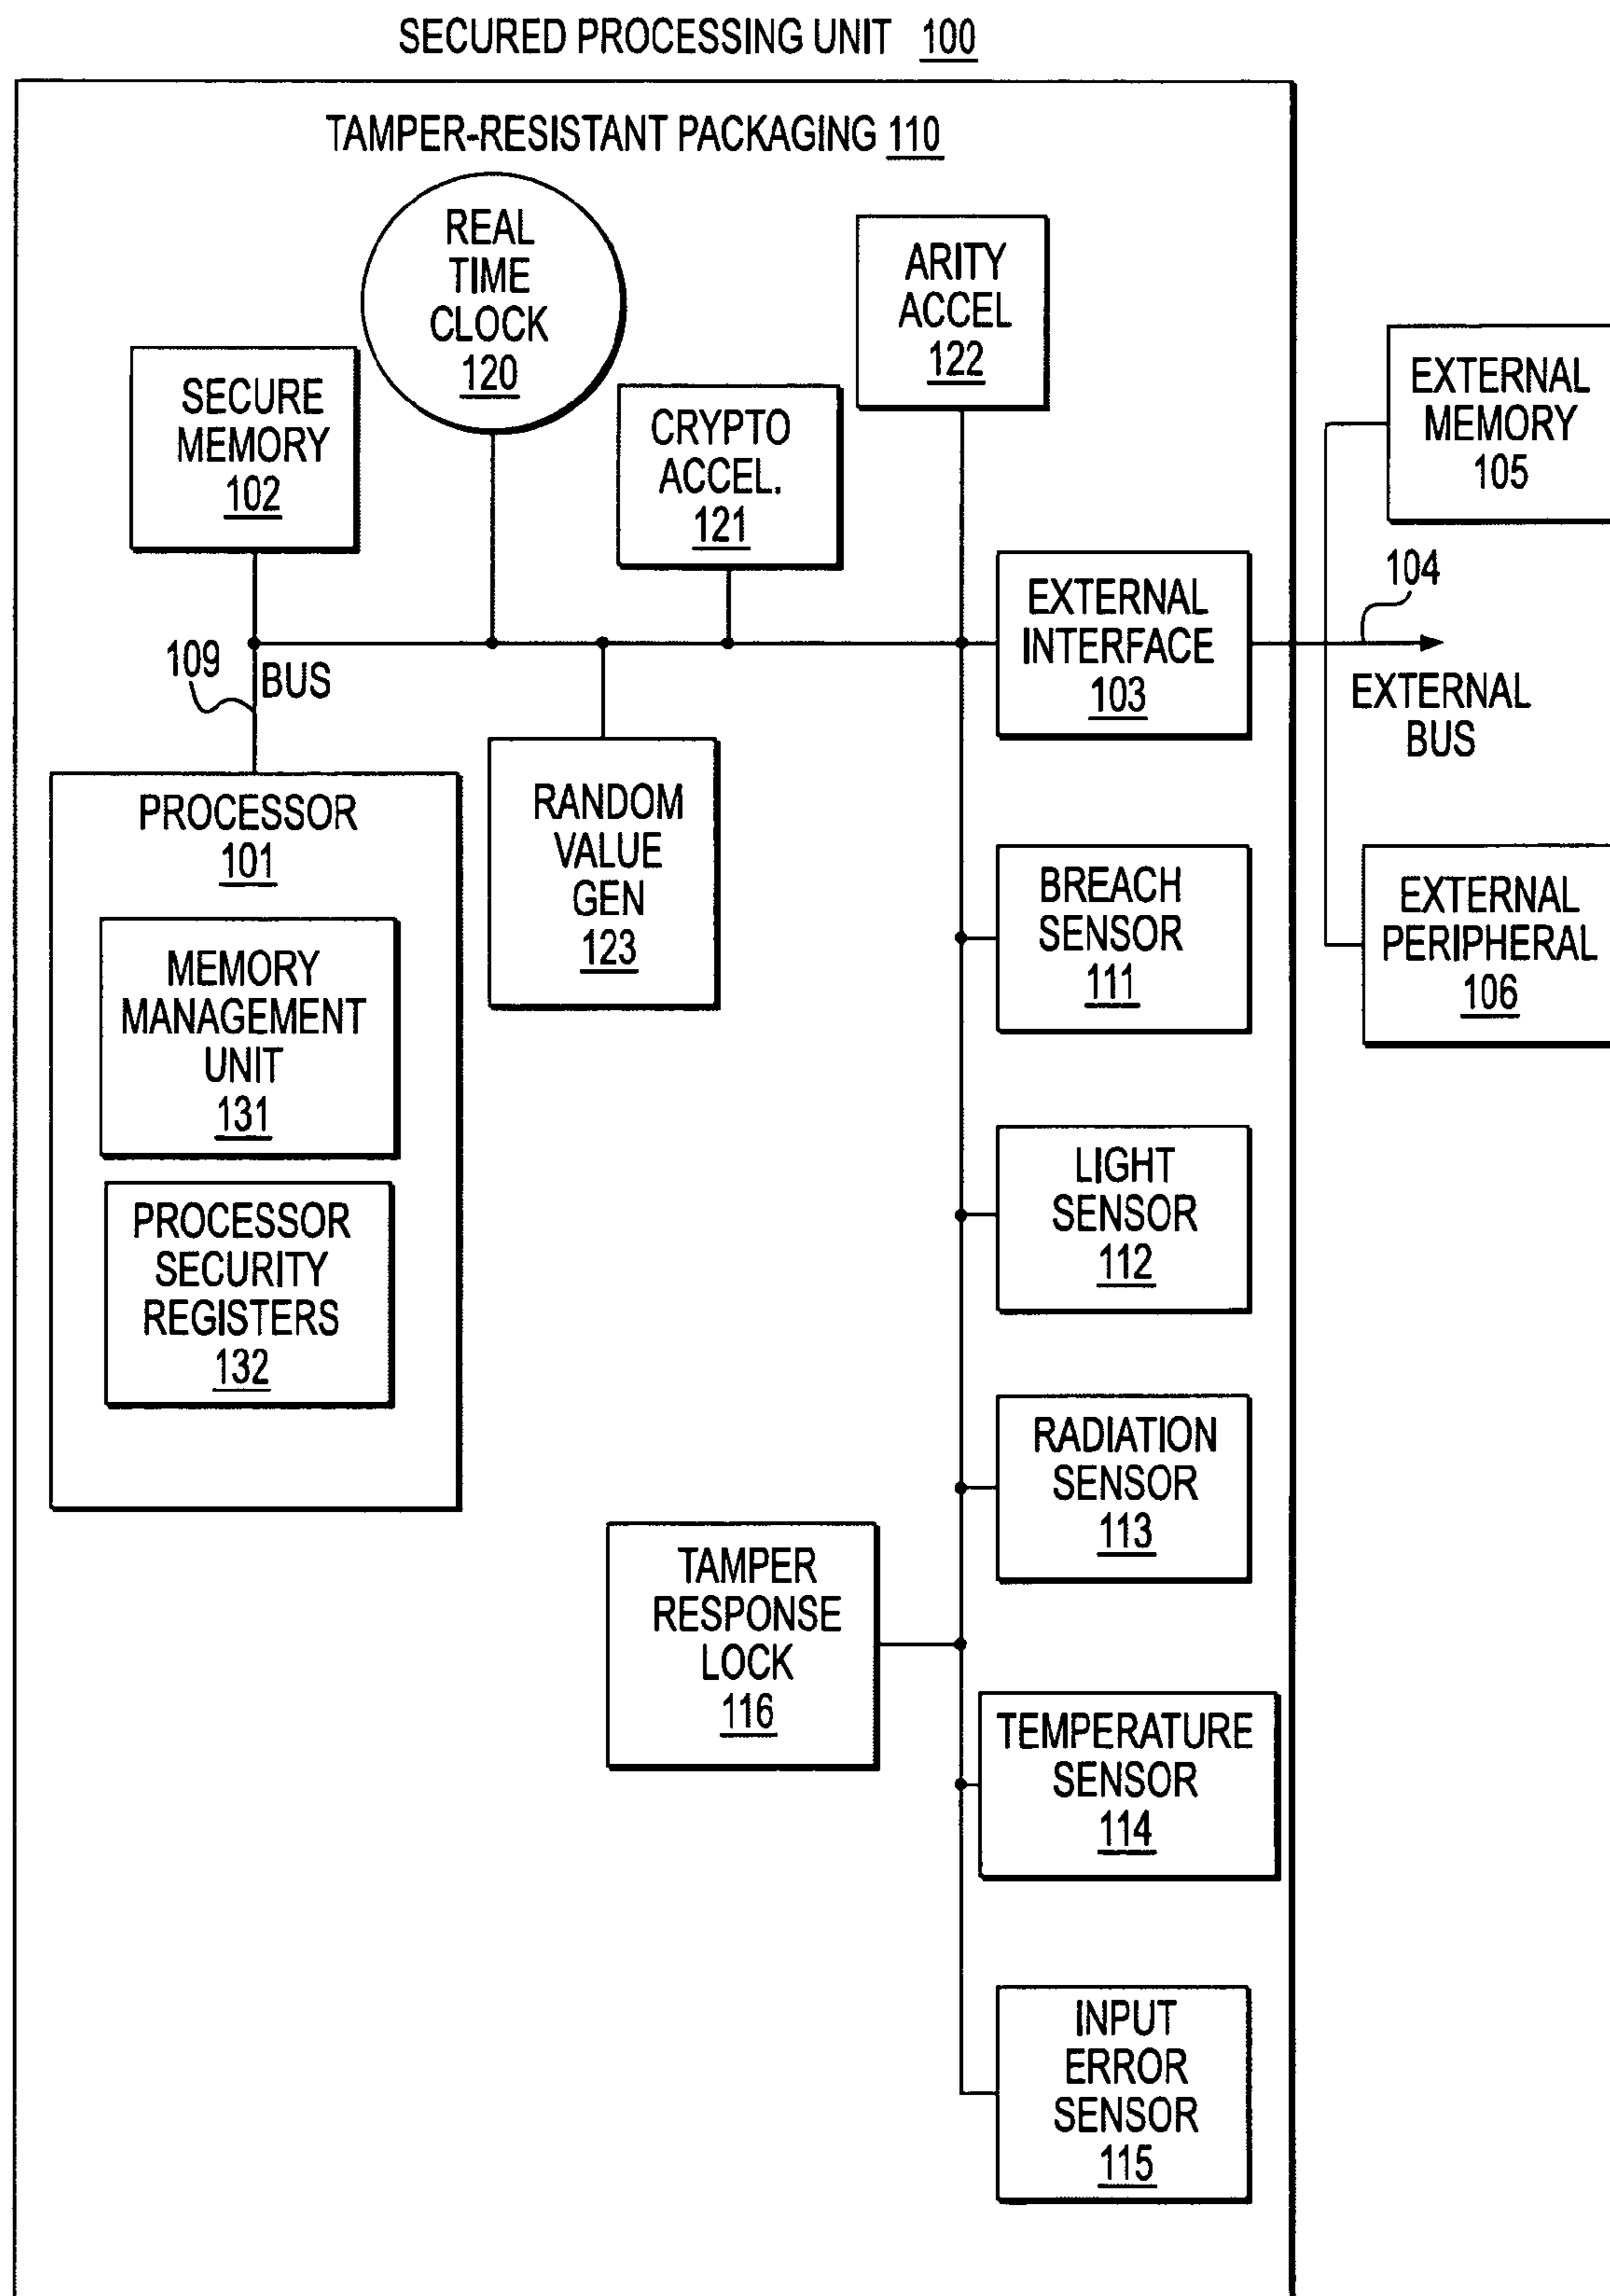 SECURED PROCESSING UNIT 100
TAMPER-RESISTANT PACKAGING 110
REAL
TIME
CLOCK
120
ARITY
ACCEL
122
SECURE
MEMORY
102
CRYPTO
ACCEL.
121
EXTERNAL
MEMORY
105
104
EXTERNAL
INTERFACE
103
109
BUS
EXTERNAL
BUS
PROCESSOR
101
RANDOM
VALUE
GEN
123
BREACH
SENSOR
111
EXTERNAL
PERIPHERAL
106
MEMORY
MANAGEMENT
UNIT
131
LIGHT
SENSOR
112
PROCESSOR
SECURITY
REGISTERS
132
RADIATION
SENSOR
113
TAMPER
RESPONSE
LOCK
116
TEMPERATURE
SENSOR
114
INPUT
ERROR
SENSOR
115